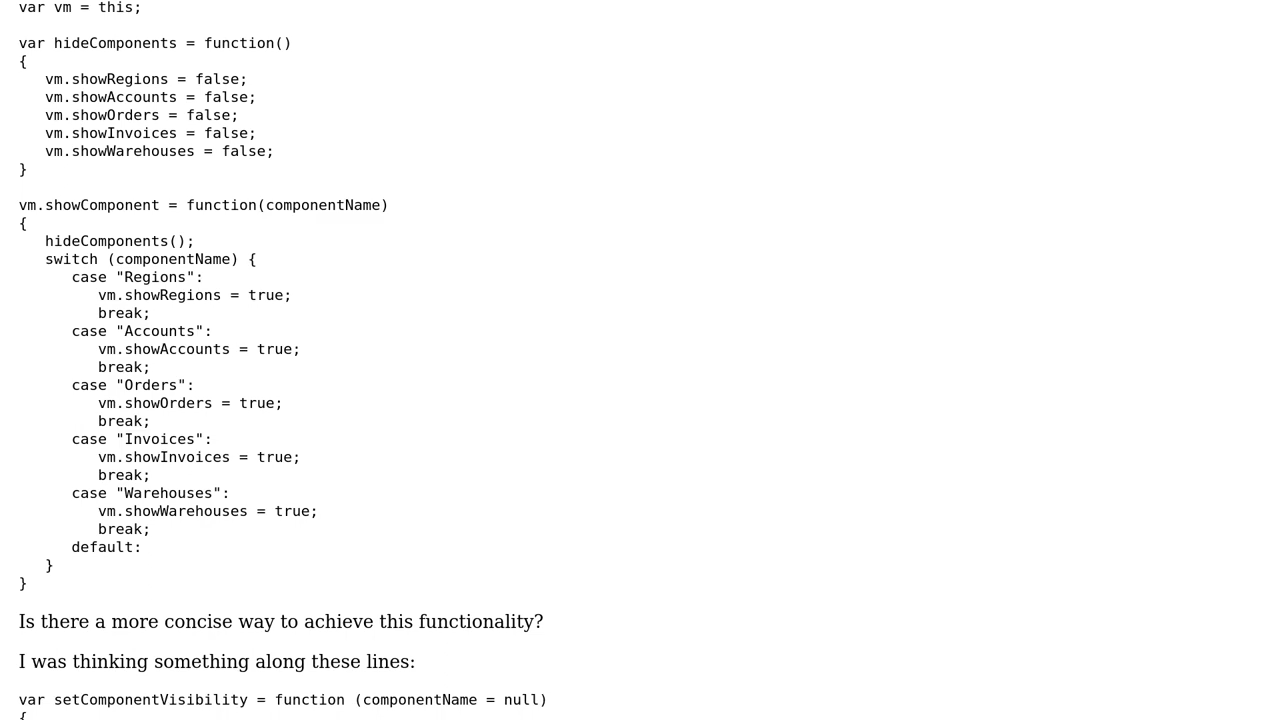 var vm = this;
var hideComponents = function()
{
vm.showRegions = false;
vm.showAccounts = false;
vm.showOrders = false;
vm.showInvoices = false;
vm.showWarehouses = false;
}
vm.showComponent = function(componentName)
{
hideComponents();
switch (componentName) {
case "Regions":
vm.showRegions = true;
break;
case "Accounts":
vm.showAccounts = true;
break;
case "Orders":
vm.showOrders = true;
break;
case "Invoices":
vm.showInvoices = true;
break;
case "Warehouses":
vm.showWarehouses = true;
break;
default:
}
}
Is there a more concise way to achieve this functionality?
I was thinking something along these lines:
var setComponentVisibility = function (componentName = null)
{